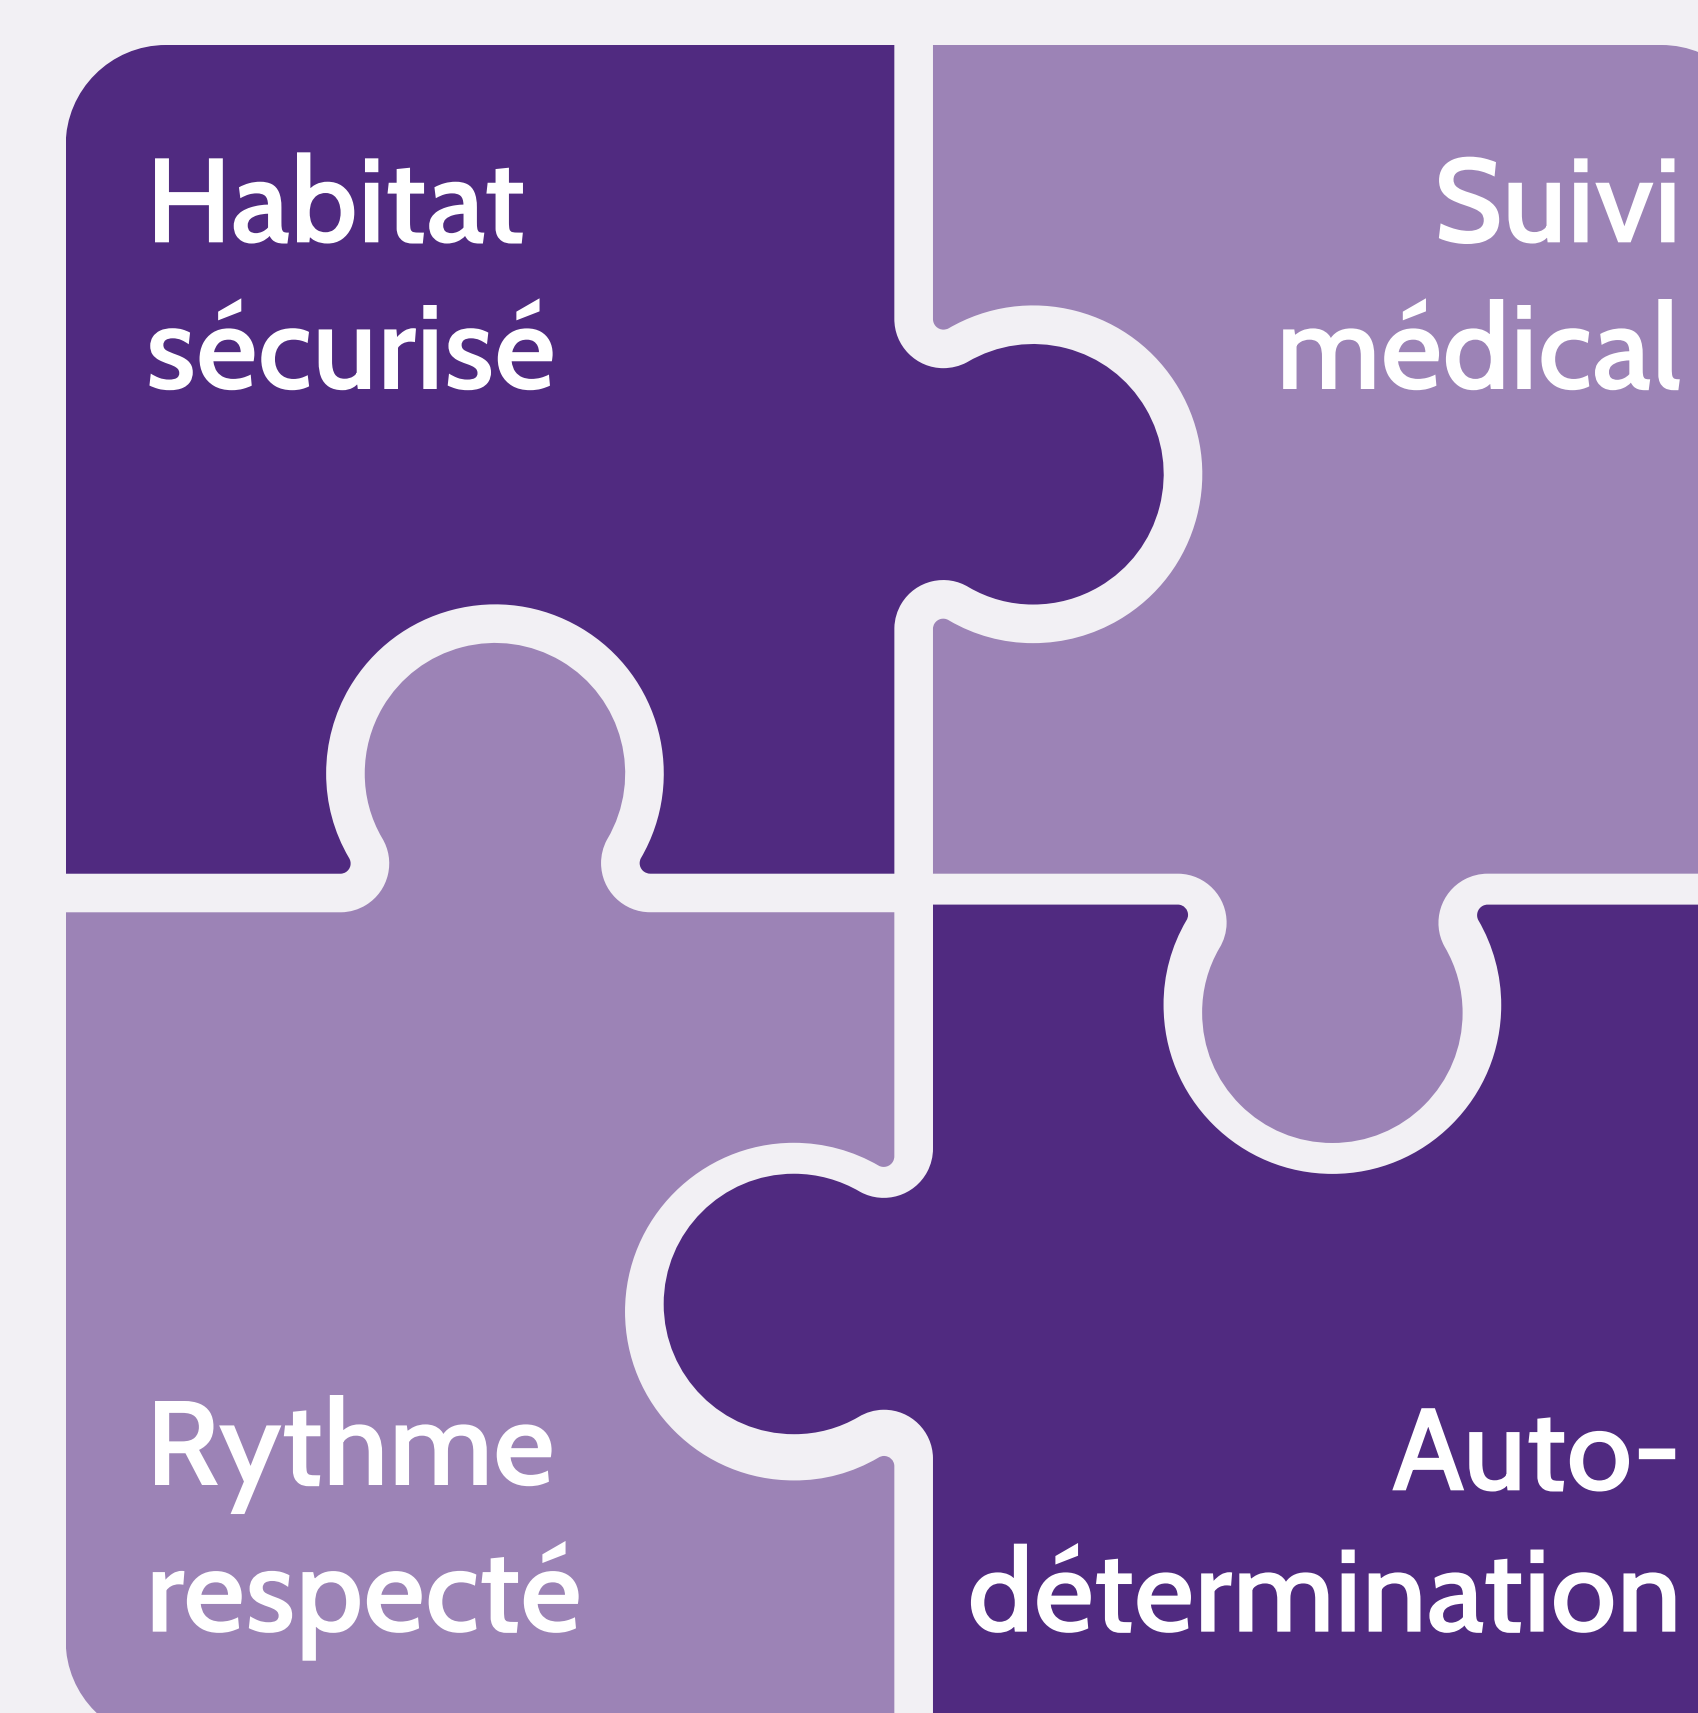 Habitat
sécurisé
Suivi
médical
Rythme
respecté
Auto-
détermination